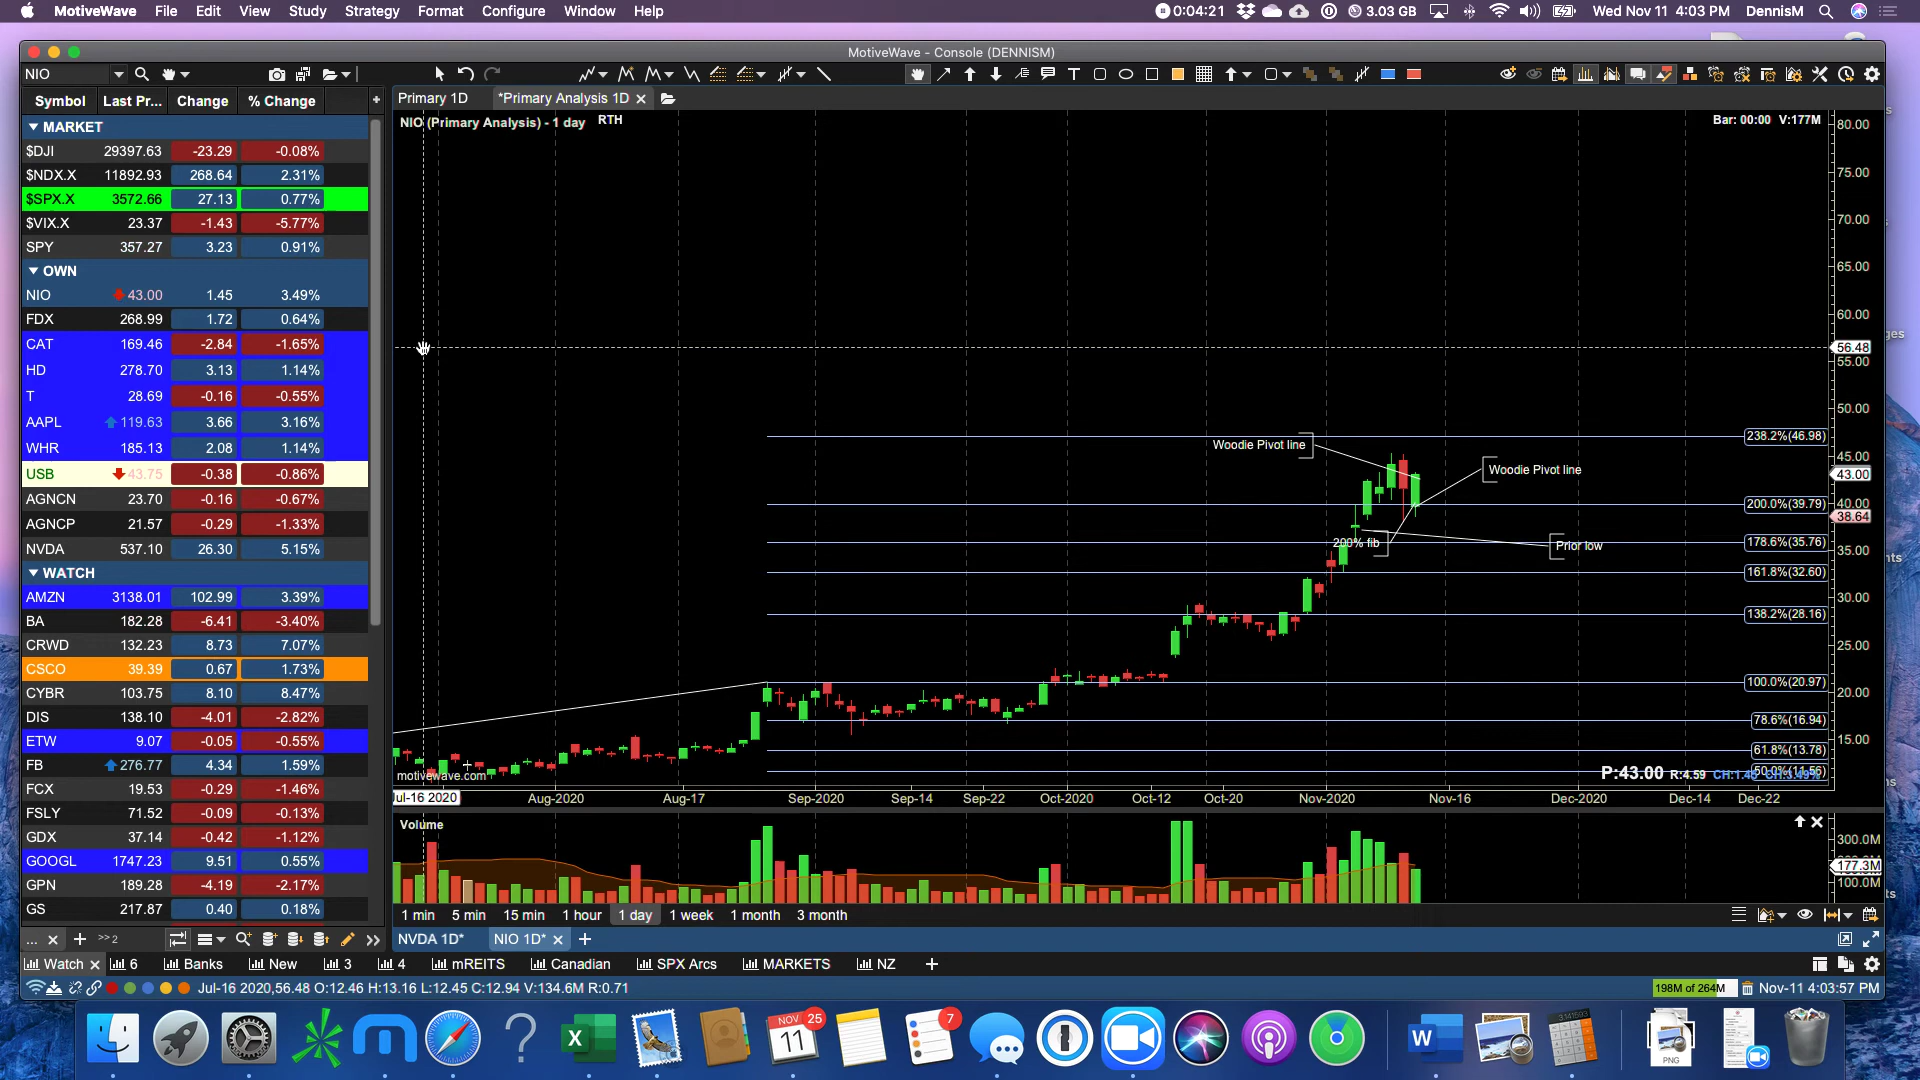 MotiveWave File Edit View Study Strategy Format Configure Window Help 0:04:21 3.03 GB Wed Nov 11 4:03 PM DennisM
MotiveWave - Console (DENNISM)
NIO
Primary 1D *Primary Analysis 1D
Symbol Last Pr... Change % Change
MARKET
$DJI 29397.63 -23.29 -0.08%
$NDX.X 11892.93 268.64 2.31%
$SPX.X 3572.66 27.13 0.77%
$VIX.X 23.37 -1.43 -5.77%
SPY 357.27 3.23 0.91%
OWN
NIO 43.00 1.45 3.49%
FDX 268.99 1.72 0.64%
CAT 169.46 -2.84 -1.65%
HD 278.70 3.13 1.14%
T 28.69 -0.16 -0.55%
AAPL 119.63 3.66 3.16%
WHR 185.13 2.08 1.14%
USB 43.75 -0.38 -0.86%
AGNCN 23.70 -0.16 -0.67%
AGNCP 21.57 -0.29 -1.33%
NVDA 537.10 26.30 5.15%
WATCH
AMZN 3138.01 102.99 3.39%
BA 182.28 -6.41 -3.40%
CRWD 132.23 8.73 7.07%
CSCO 39.39 0.67 1.73%
CYBR 103.75 8.10 8.47%
DIS 138.10 -4.01 -2.82%
ETW 9.07 -0.05 -0.55%
FB 276.77 4.34 1.59%
FCX 19.53 -0.29 -1.46%
FSLY 71.52 -0.09 -0.13%
GDX 37.14 -0.42 -1.12%
GOOGL 1747.23 9.51 0.55%
GPN 189.28 -4.19 -2.17%
GS 217.87 0.40 0.18%
NIO (Primary Analysis) - 1 day RTH
Bar: 00:00 V:177M
80.00
75.00
70.00
65.00
60.00
56.48
55.00
50.00
238.2%(46.98)
Woodie Pivot line
45.00
Woodie Pivot line
43.00
200.0%(39.79)
40.00
38.64
200% fib
Prior low
178.6%(35.76)
35.00
161.8%(32.60)
30.00
138.2%(28.16)
25.00
100.0%(20.97)
20.00
78.6%(16.94)
15.00
61.8%(13.78)
50.0%(11.56)
motivewave.com
P:43.00 R:4.59
Jul-16 2020 Aug-2020 Aug-17 Sep-2020 Sep-14 Sep-22 Oct-2020 Oct-12 Oct-20 Nov-2020 Nov-16 Dec-2020 Dec-14 Dec-22
Volume
300.0M
177.3M
100.0M
1 min 5 min 15 min 1 hour 1 day 1 week 1 month 3 month
... >>2 NVDA 1D* NIO 1D*
Watch 6 Banks New 3 4 mREITS Canadian SPX Arcs MARKETS NZ
Jul-16 2020,56.48 O:12.46 H:13.16 L:12.45 C:12.94 V:134.6M R:0.71
198M of 264M Nov-11 4:03:57 PM
NOV 11 25
7
X
W
PNG